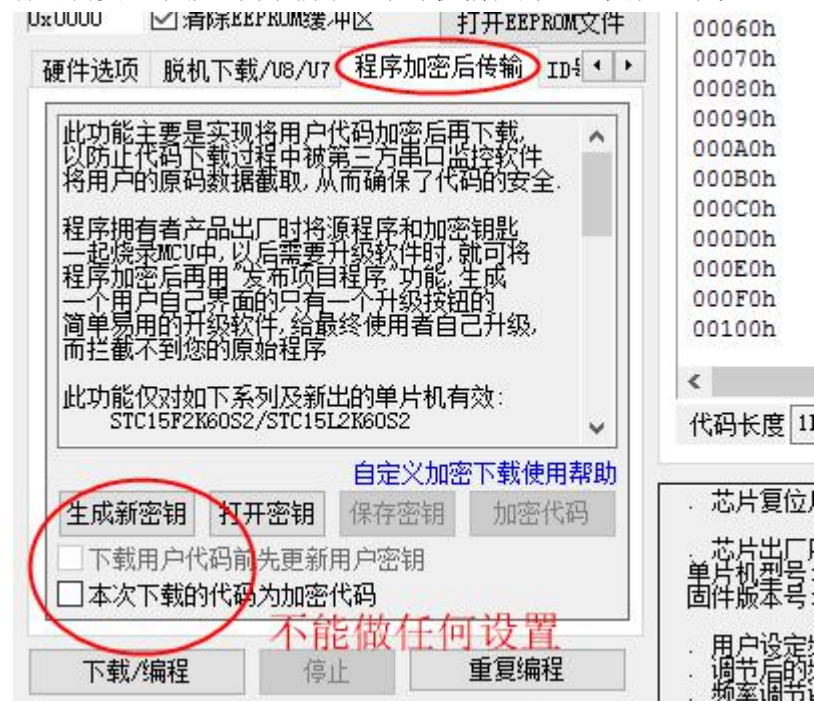 0x0000 清除EEPROM缓冲区 打开EEPROM文件
硬件选项 脱机下载/U8/U7 程序加密后传输
此功能主要是实现将用户代码加密后再下载,
以防止代码下载过程中被第三方串口监控软件
将用户的原码数据截取,从而确保了代码的安全.
程序拥有者产品出厂时将源程序和加密钥匙
一起烧录MCU中,以后需要升级软件时,就可将
程序加密后再用"发布项目程序"功能,生成
一个用户自己界面的只有一个升级按钮的
简单易用的升级软件,给最终使用者自己升级,
而拦截不到您的原始程序
此功能仅对如下系列及新出的单片机有效:
STC15F2K60S2/STC15L2K60S2
自定义加密下载使用帮助
生成新密钥 打开密钥 保存密钥 加密代码
下载用户代码前先更新用户密钥
本次下载的代码为加密代码
不能做任何设置
下载/编程 停止 重复编程
00060h
00070h
00080h
00090h
000A0h
000B0h
000C0h
000D0h
000E0h
000F0h
00100h
代码长度
. 芯片复位
. 芯片出厂
单片机型号
固件版本号
. 用户设定
. 调节后的
. 频率调节